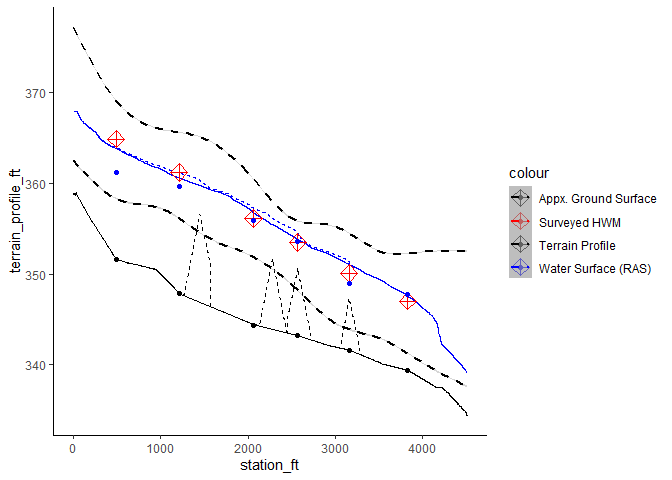 370
360
350
340
terrain_profile_ft
0
1000
2000
3000
4000
station_ft
colour
Appx. Ground Surface
Surveyed HWM
Terrain Profile
Water Surface (RAS)